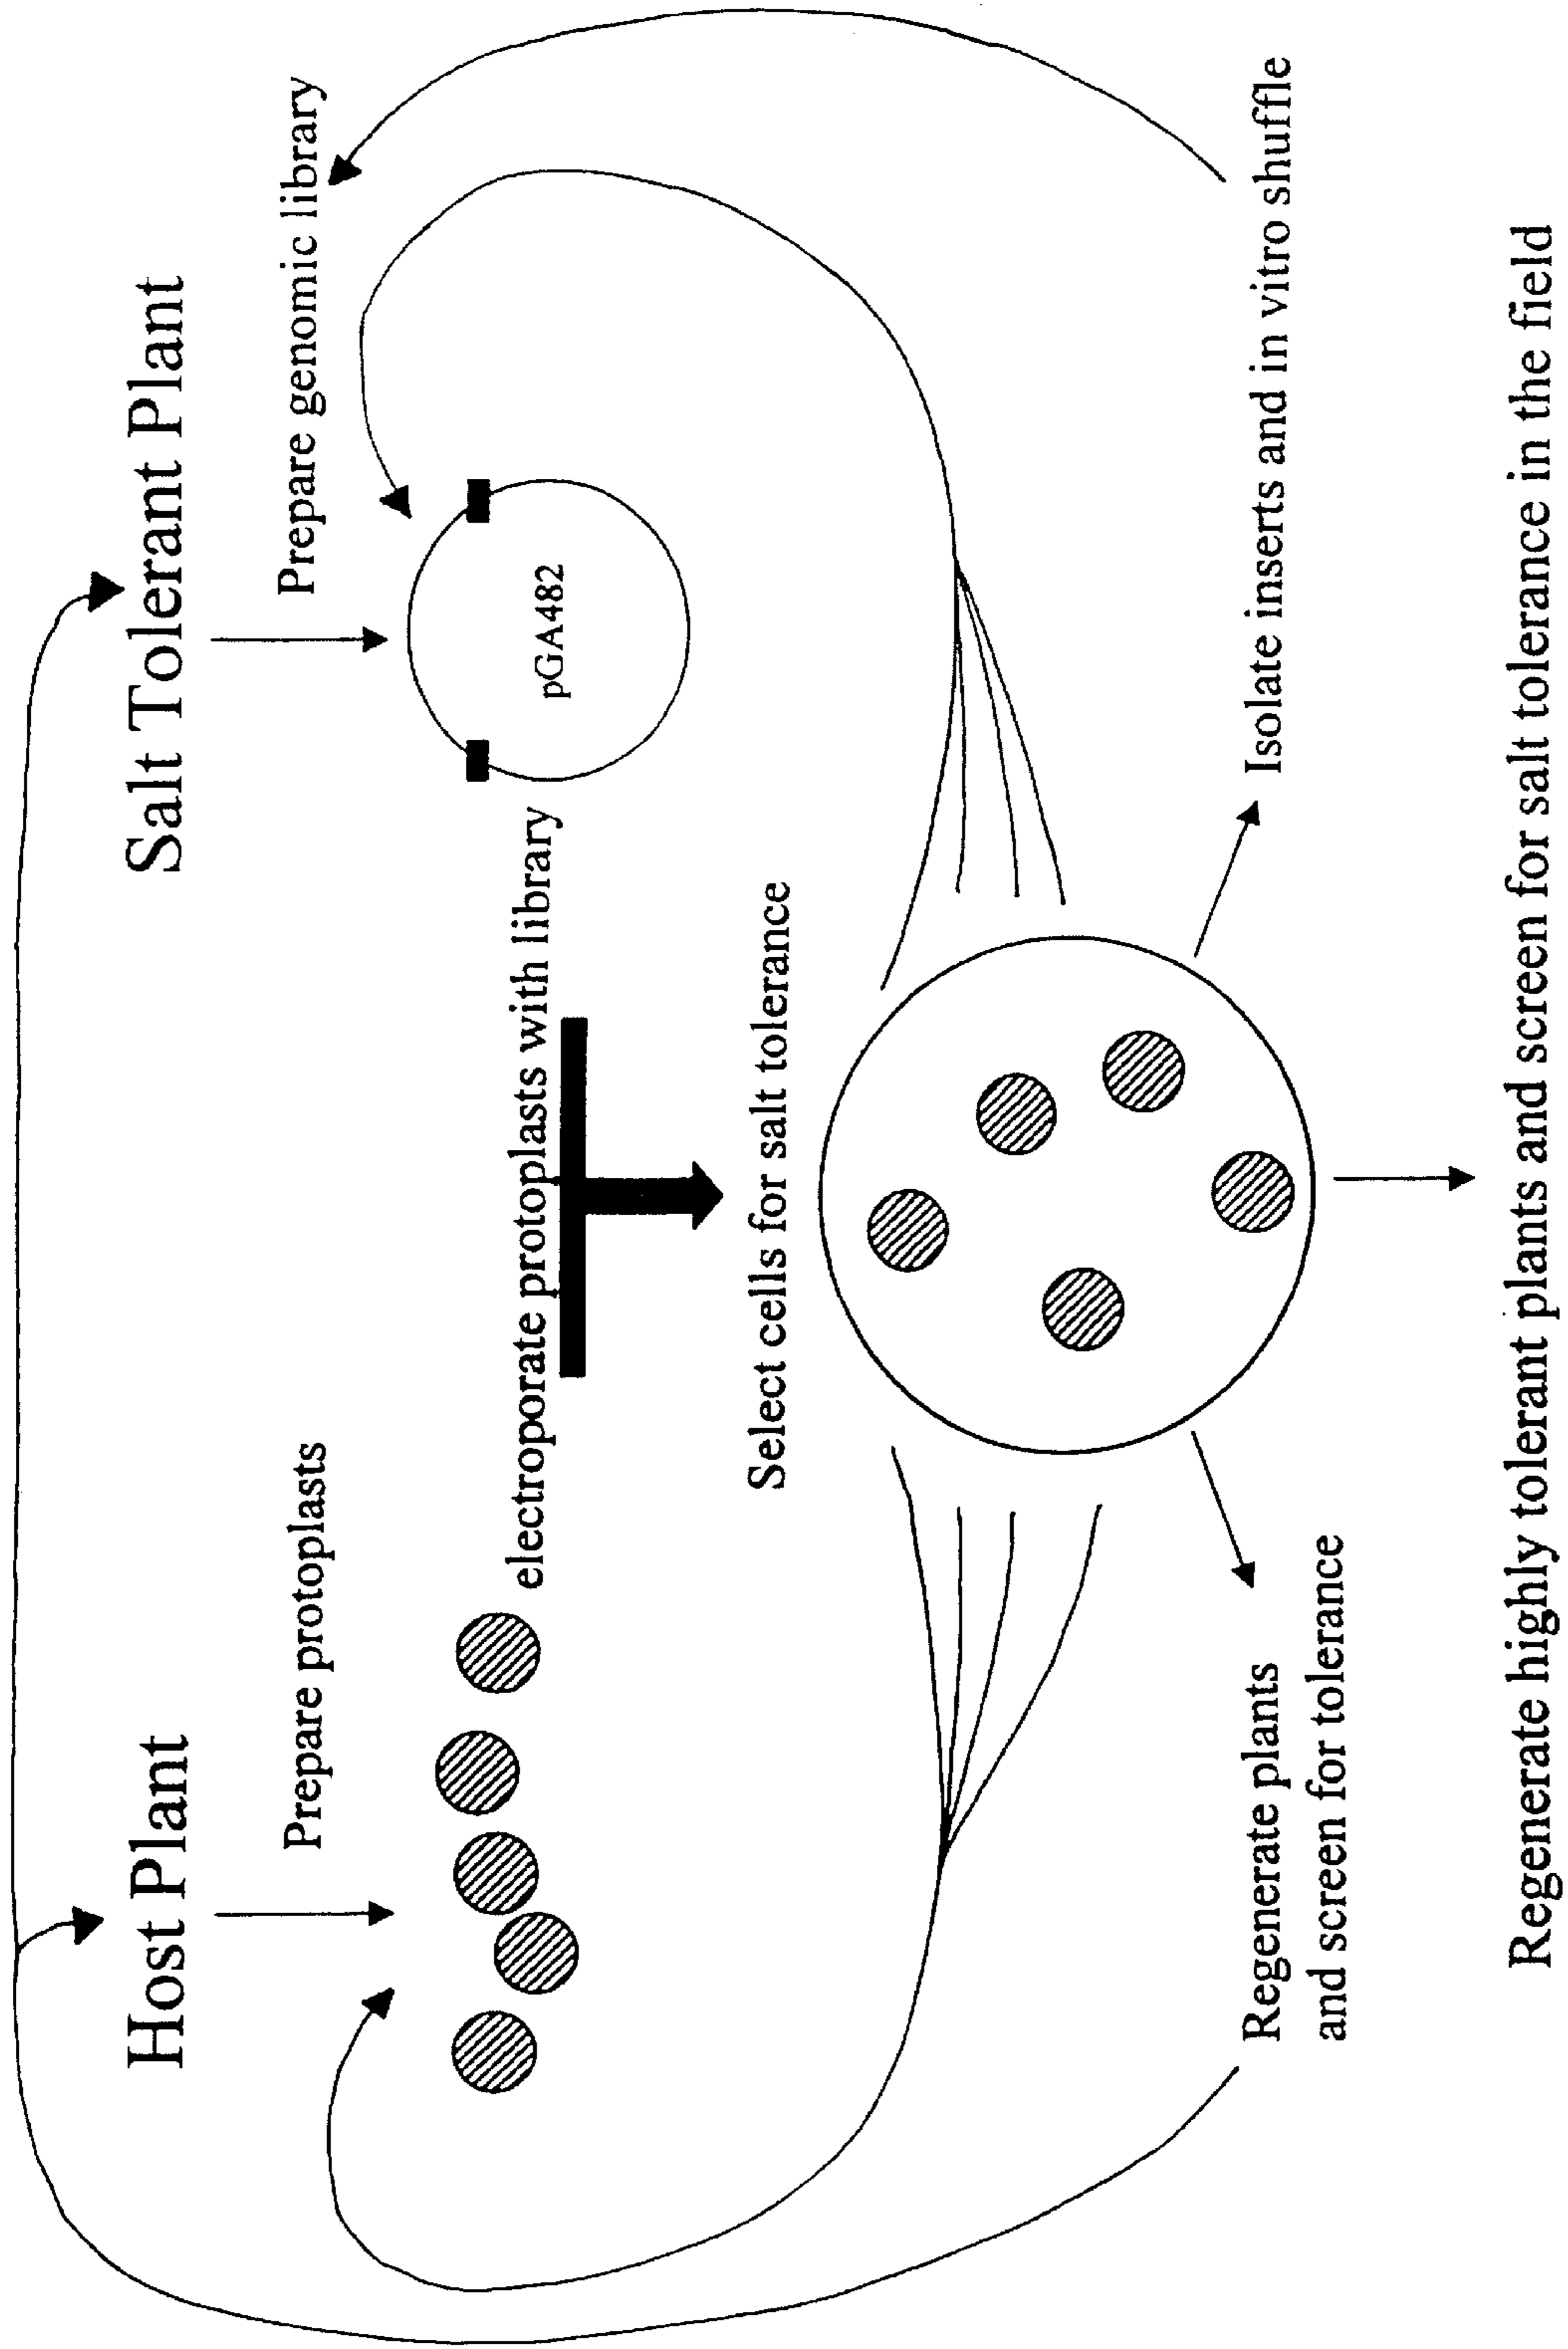 Host Plant
Salt Tolerant Plant
Prepare protoplasts
Prepare genomic library
electroporate protoplasts with library
pGA482
Select cells for salt tolerance
Regenerate plants
and screen for tolerance
Isolate inserts and in vitro shuffle
Regenerate highly tolerant plants and screen for salt tolerance in the field